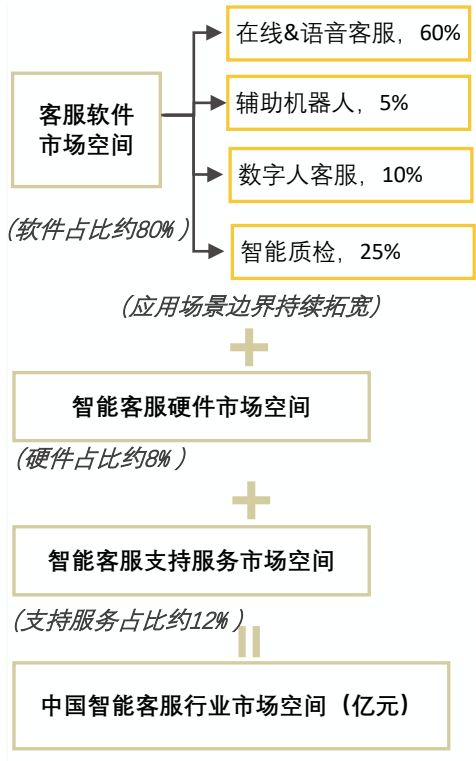 在线&语音客服，60%
客服软件
市场空间
辅助机器人，5%
数字人客服，10%
(软件占比约80% )
智能质检，25%
(应用场景边界持续拓宽)
智能客服硬件市场空间
(硬件占比约8% )
智能客服支持服务市场空间
(支持服务占比约12% )
中国智能客服行业市场空间（亿元）